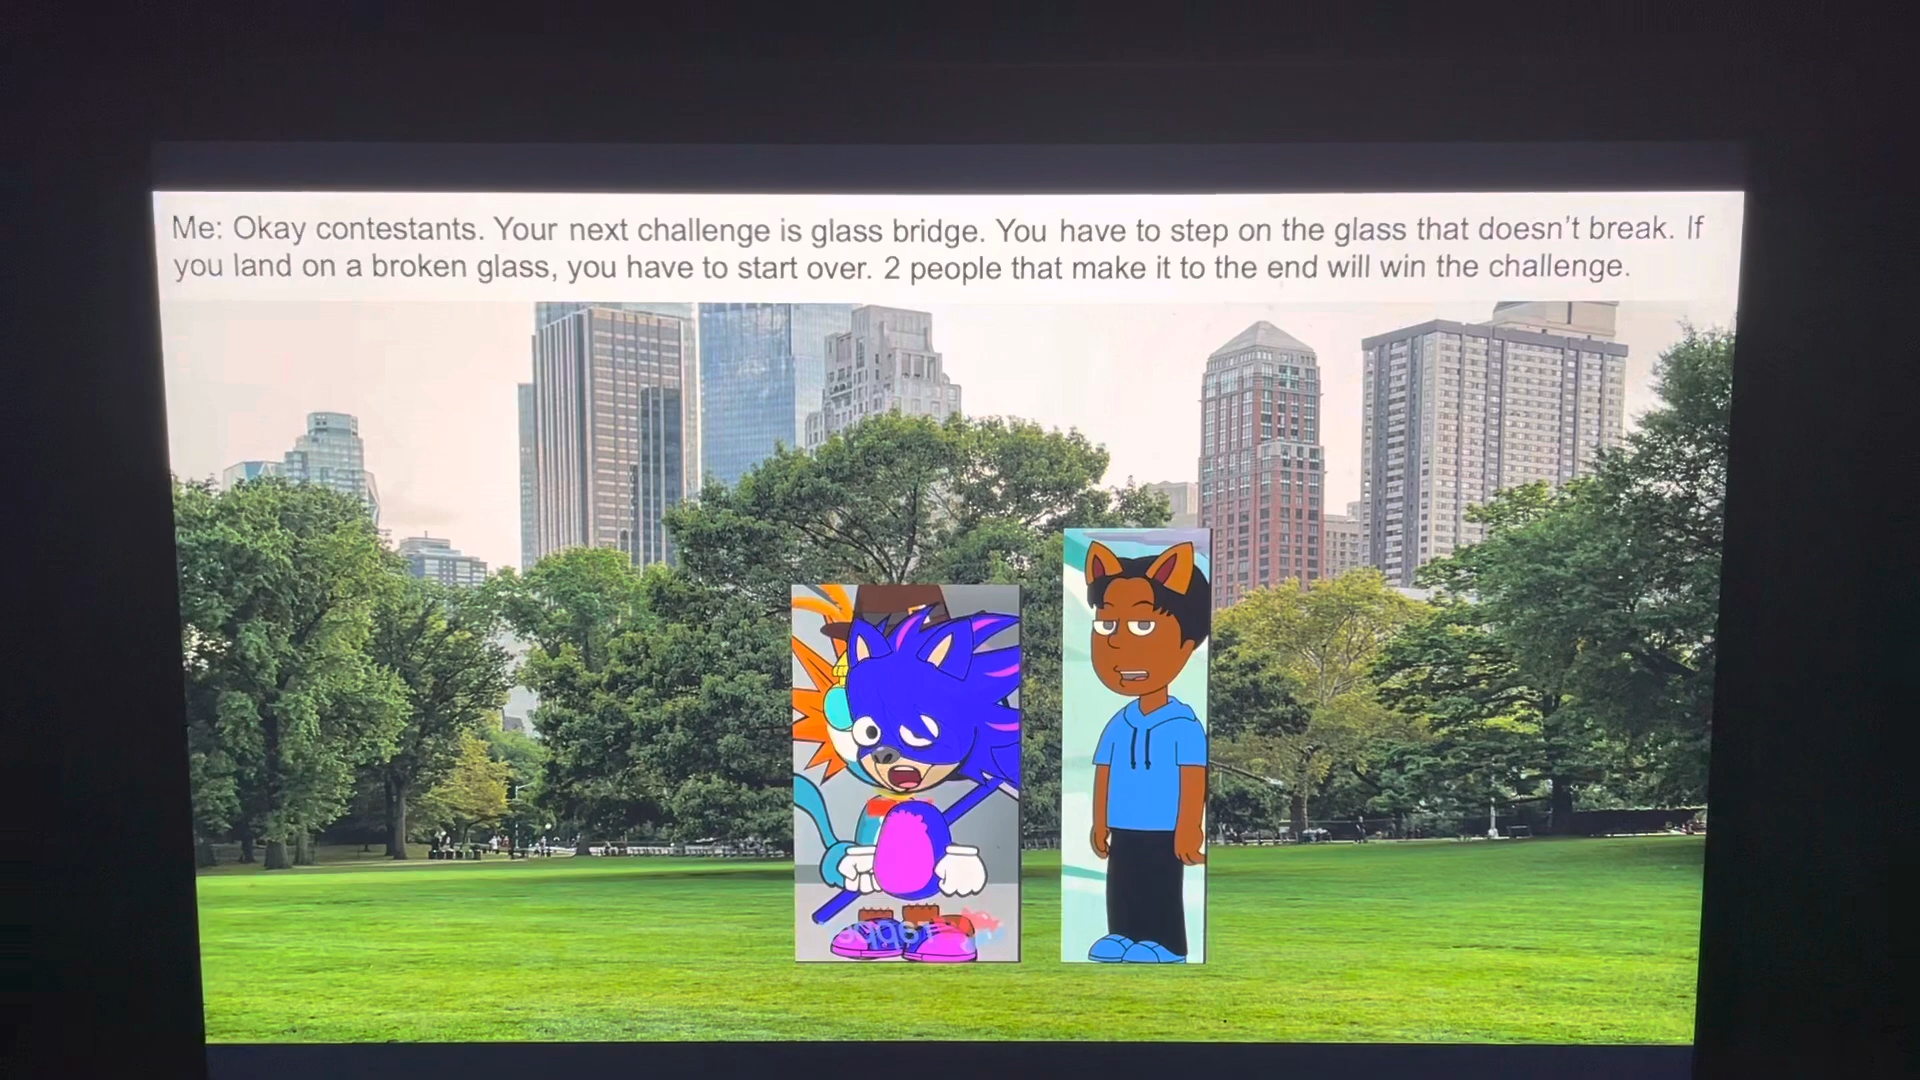 Me: Okay contestants. Your next challenge is glass bridge. You have to step on the glass that doesn't break. If
you land on a broken glass, you have to start over. 2 people that make it to the end will win the challenge.